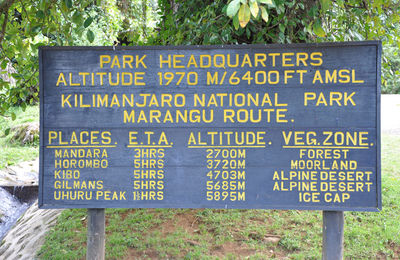 PARK HEADQUARTERS
ALTITUDE 1970 M/6400 FT AMSL
KILIMANJARO NATIONAL PARK
MARANGU ROUTE.
PLACES. E.T.A. ALTITUDE. VEG.ZONE.
MANDARA 3HRS 2700M FOREST
HOROMBO 5HRS 3720M MOORLAND
KIBO 5HRS 4703M ALPINE DESERT
GILMANS 5HRS 5685M ALPINE DESERT
UHURU PEAK 1½HRS 5895M ICE CAP